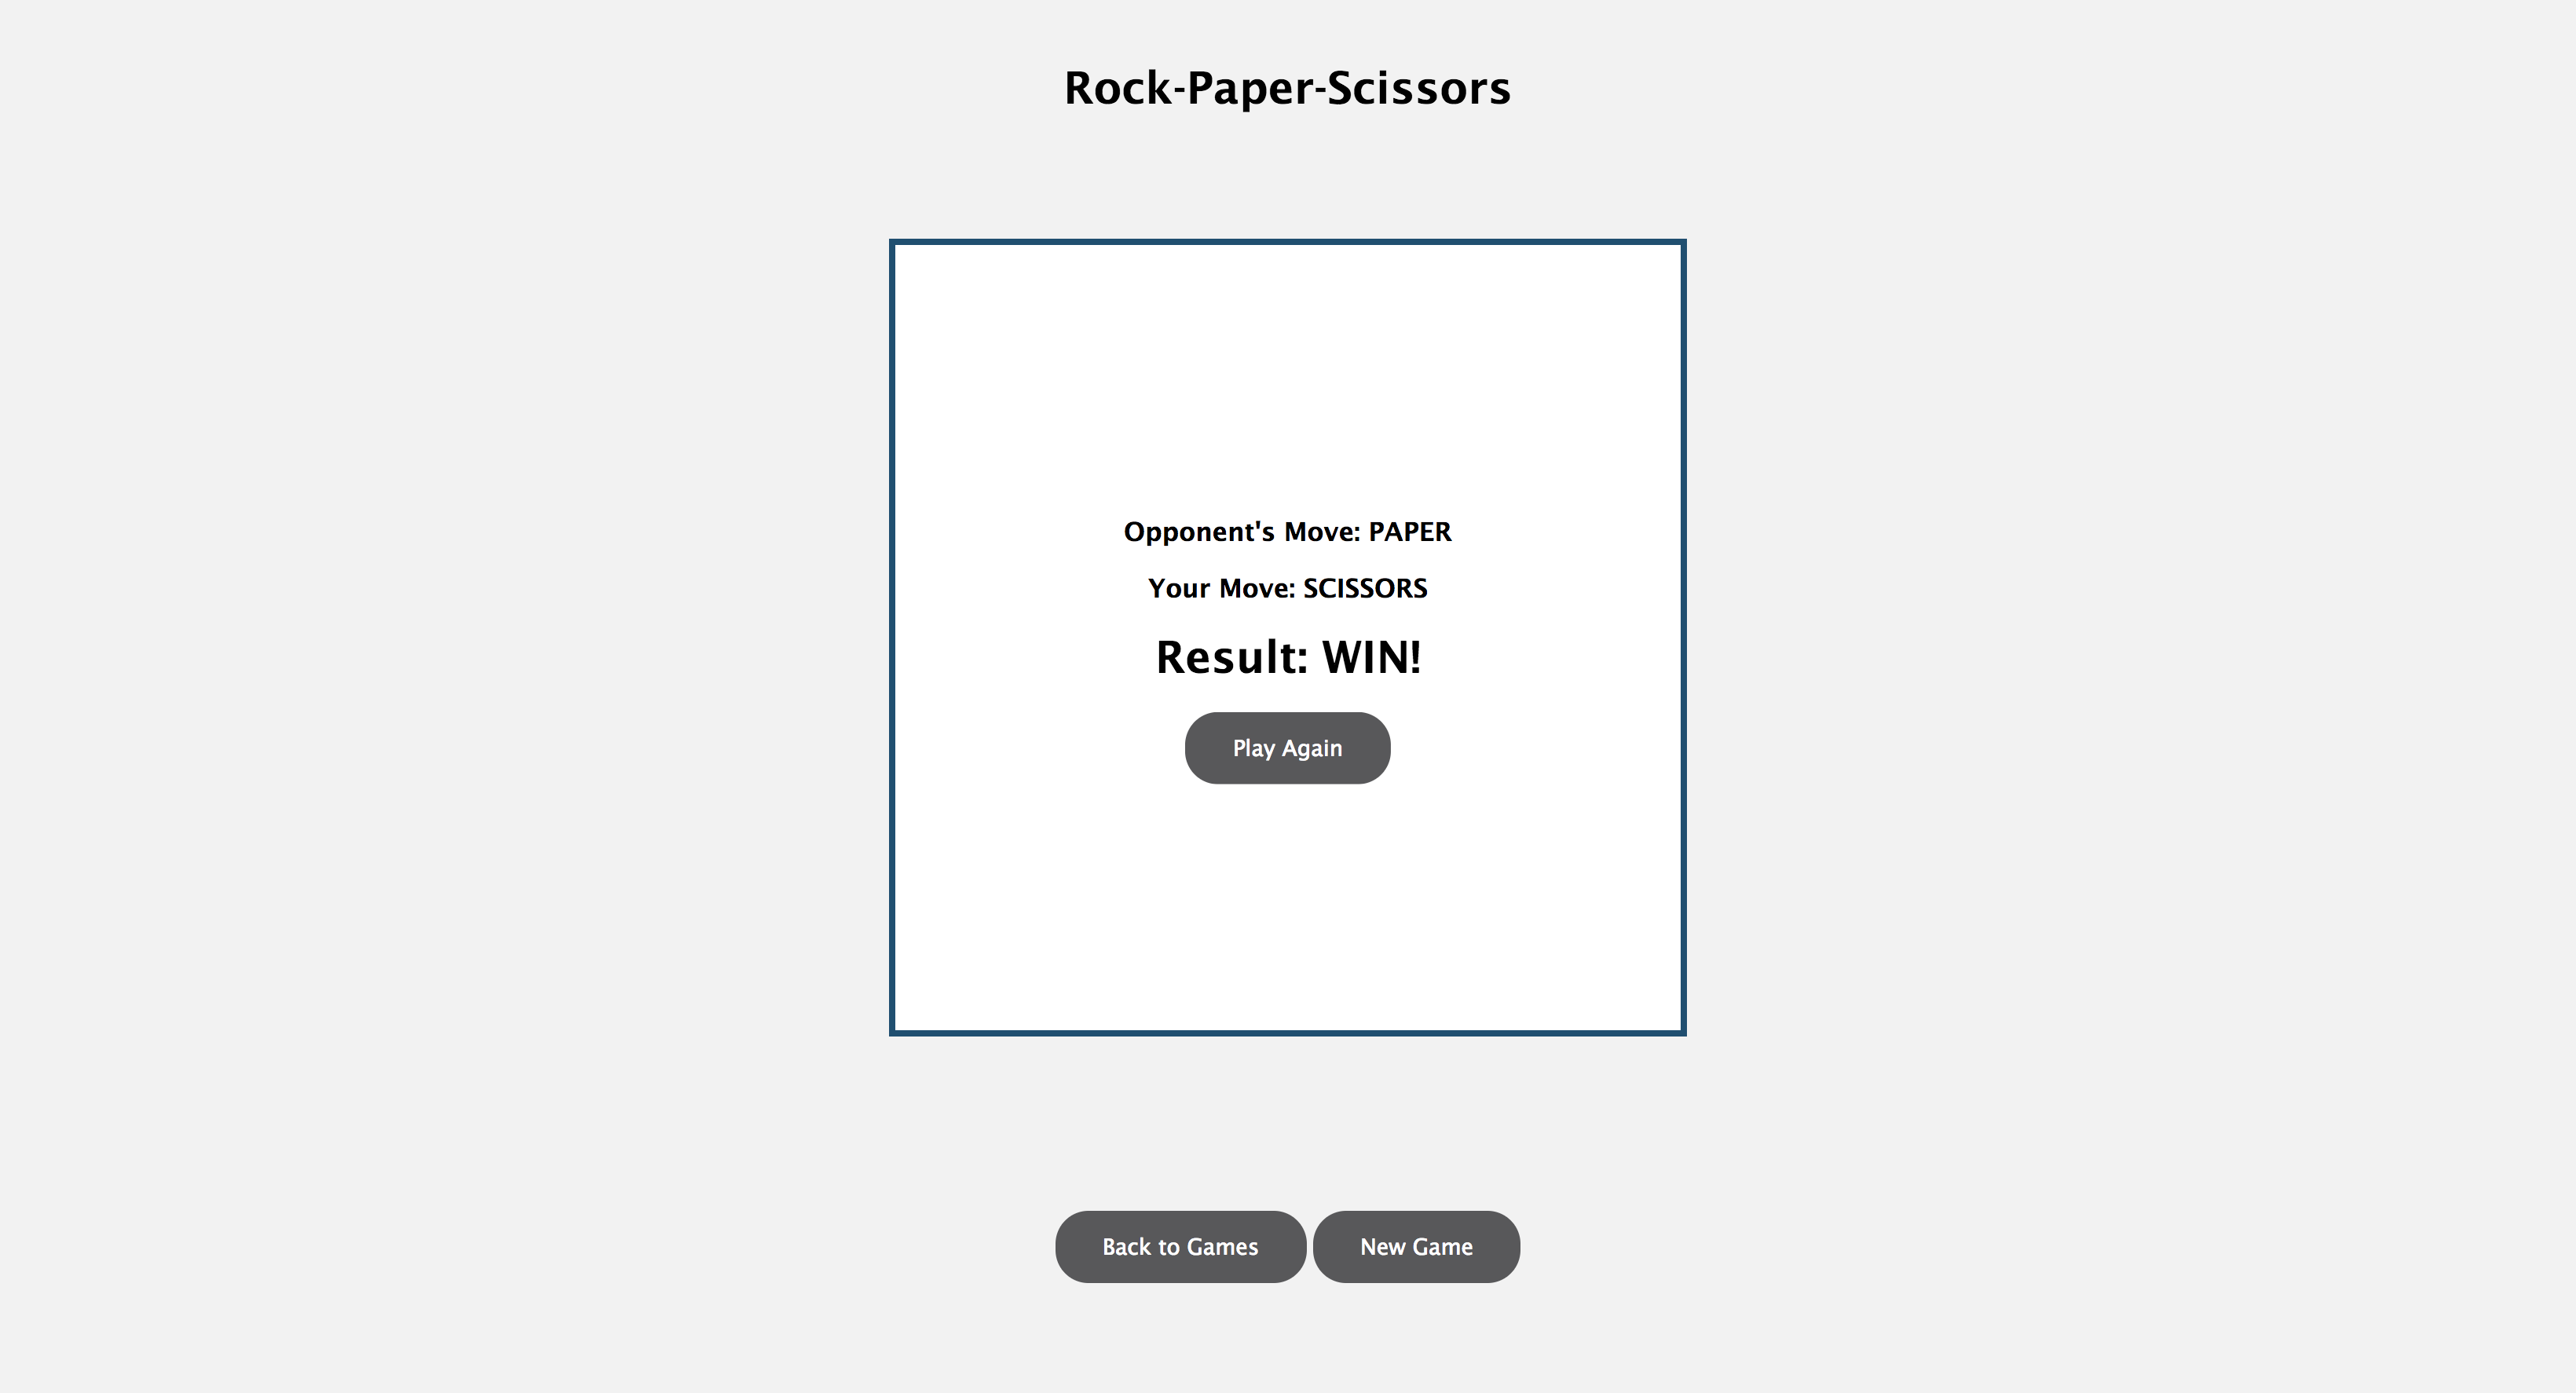 Rock-Paper-Scissors
Opponent's Move: PAPER
Your Move: SCISSORS
Result: WIN!
Play Again
Back to Games
New Game